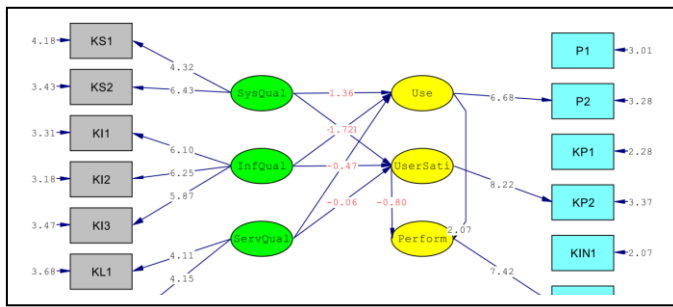 4.18 KS1
3.43 KS2
3.31 KI1
3.18 KI2
3.47 KI3
3.68 KL1
4.32
6.43
6.10
6.25
5.87
4.11
4.15
SysQual
InfQual
ServQual
1.36
-0.47
-0.06
-0.80
Use
UserSati
Perform
2.07
6.68
8.22
7.42
P1 3.01
P2 3.28
KP1 2.28
KP2 3.37
KIN1 2.07